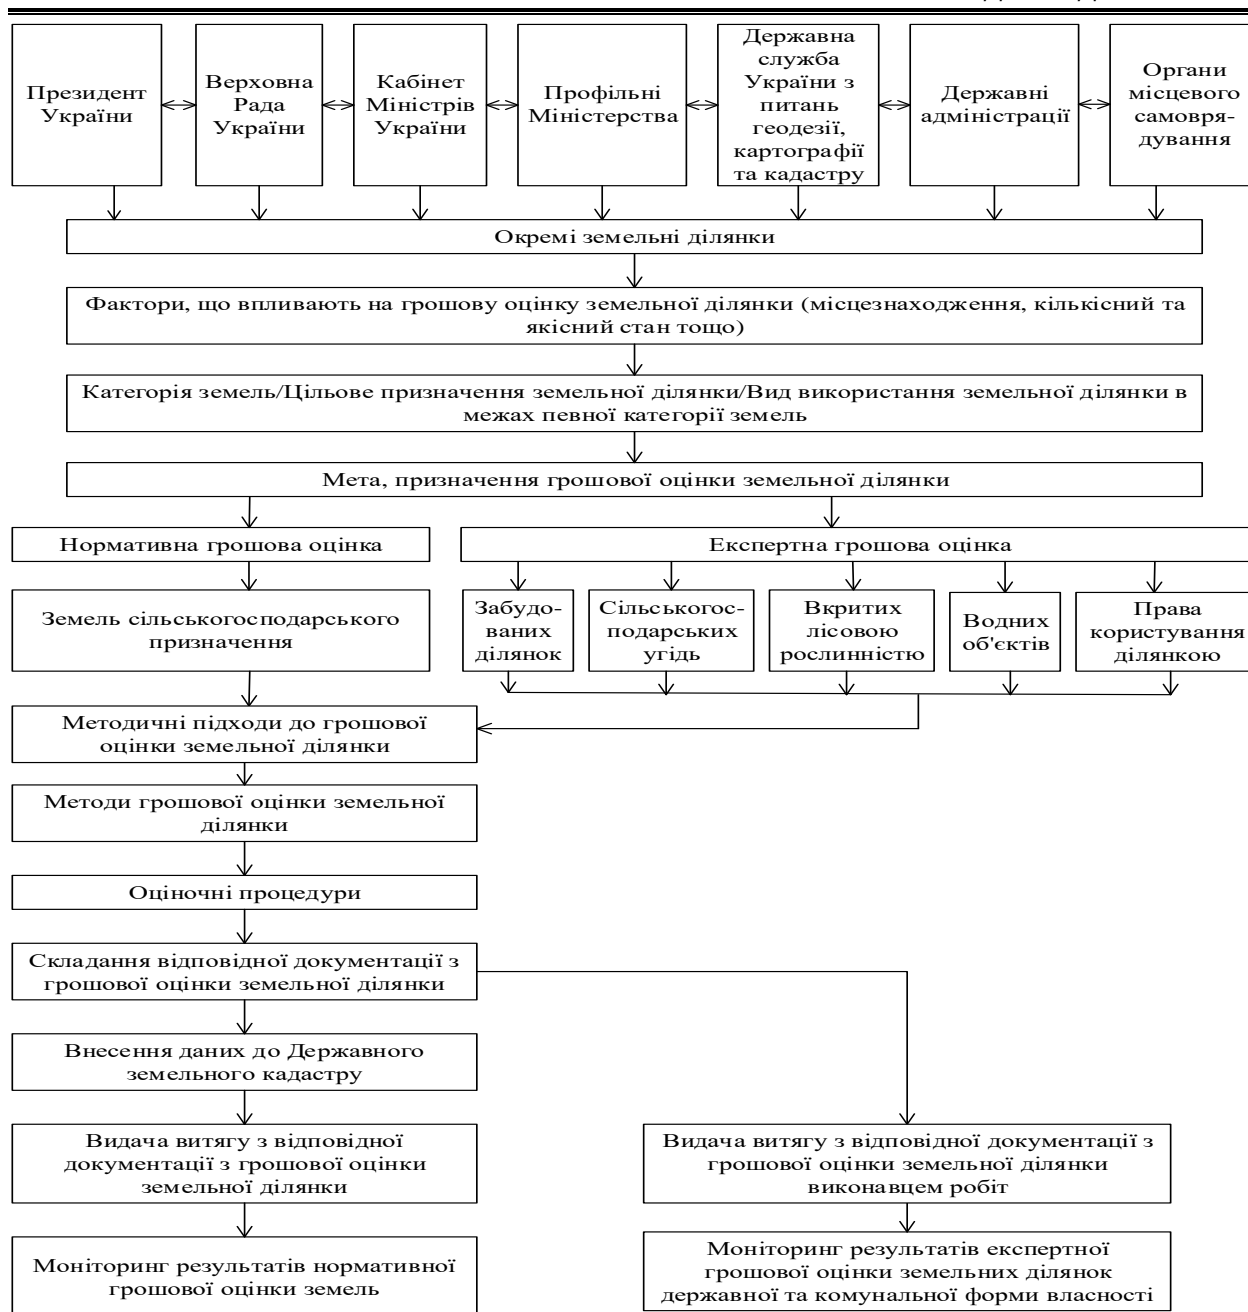 Президент
України
Верховна
Рада
України
Кабінет
Міністрів
України
Профільні
Міністерства
Державна
служба
України з
питань
геодезії,
картографії
та кадастру
Державні
адміністрації
Органи
місцевого
самовря-
дування
Окремі земельні ділянки
Фактори, що впливають на грошову оцінку земельної ділянки (місцезнаходження, кількісний та
якісний стан тощо)
Категорія земель/Цільове призначення земельної ділянки/Вид використання земельної ділянки в
межах певної категорії земель
Мета, призначення грошової оцінки земельної ділянки
Нормативна грошова оцінка
Експертна грошова оцінка
Земель сільськогосподарського
призначення
Забудо-
ваних
ділянок
Сільськогос-
подарських
угідь
Вкритих
лісовою
рослинністю
Водних
об'єктів
Права
користування
ділянкою
Методичні підходи до грошової
оцінки земельної ділянки
Методи грошової оцінки земельної
ділянки
Оціночні процедури
Складання відповідної документації з
грошової оцінки земельної ділянки
Внесення даних до Державного
земельного кадастру
Видача витягу з відповідної
документації з грошової оцінки
земельної ділянки
Видача витягу з відповідної документації з
грошової оцінки земельної ділянки
виконавцем робіт
Моніторинг результатів нормативної
грошової оцінки земель
Моніторинг результатів експертної
грошової оцінки земельних ділянок
державної та комунальної форми власності